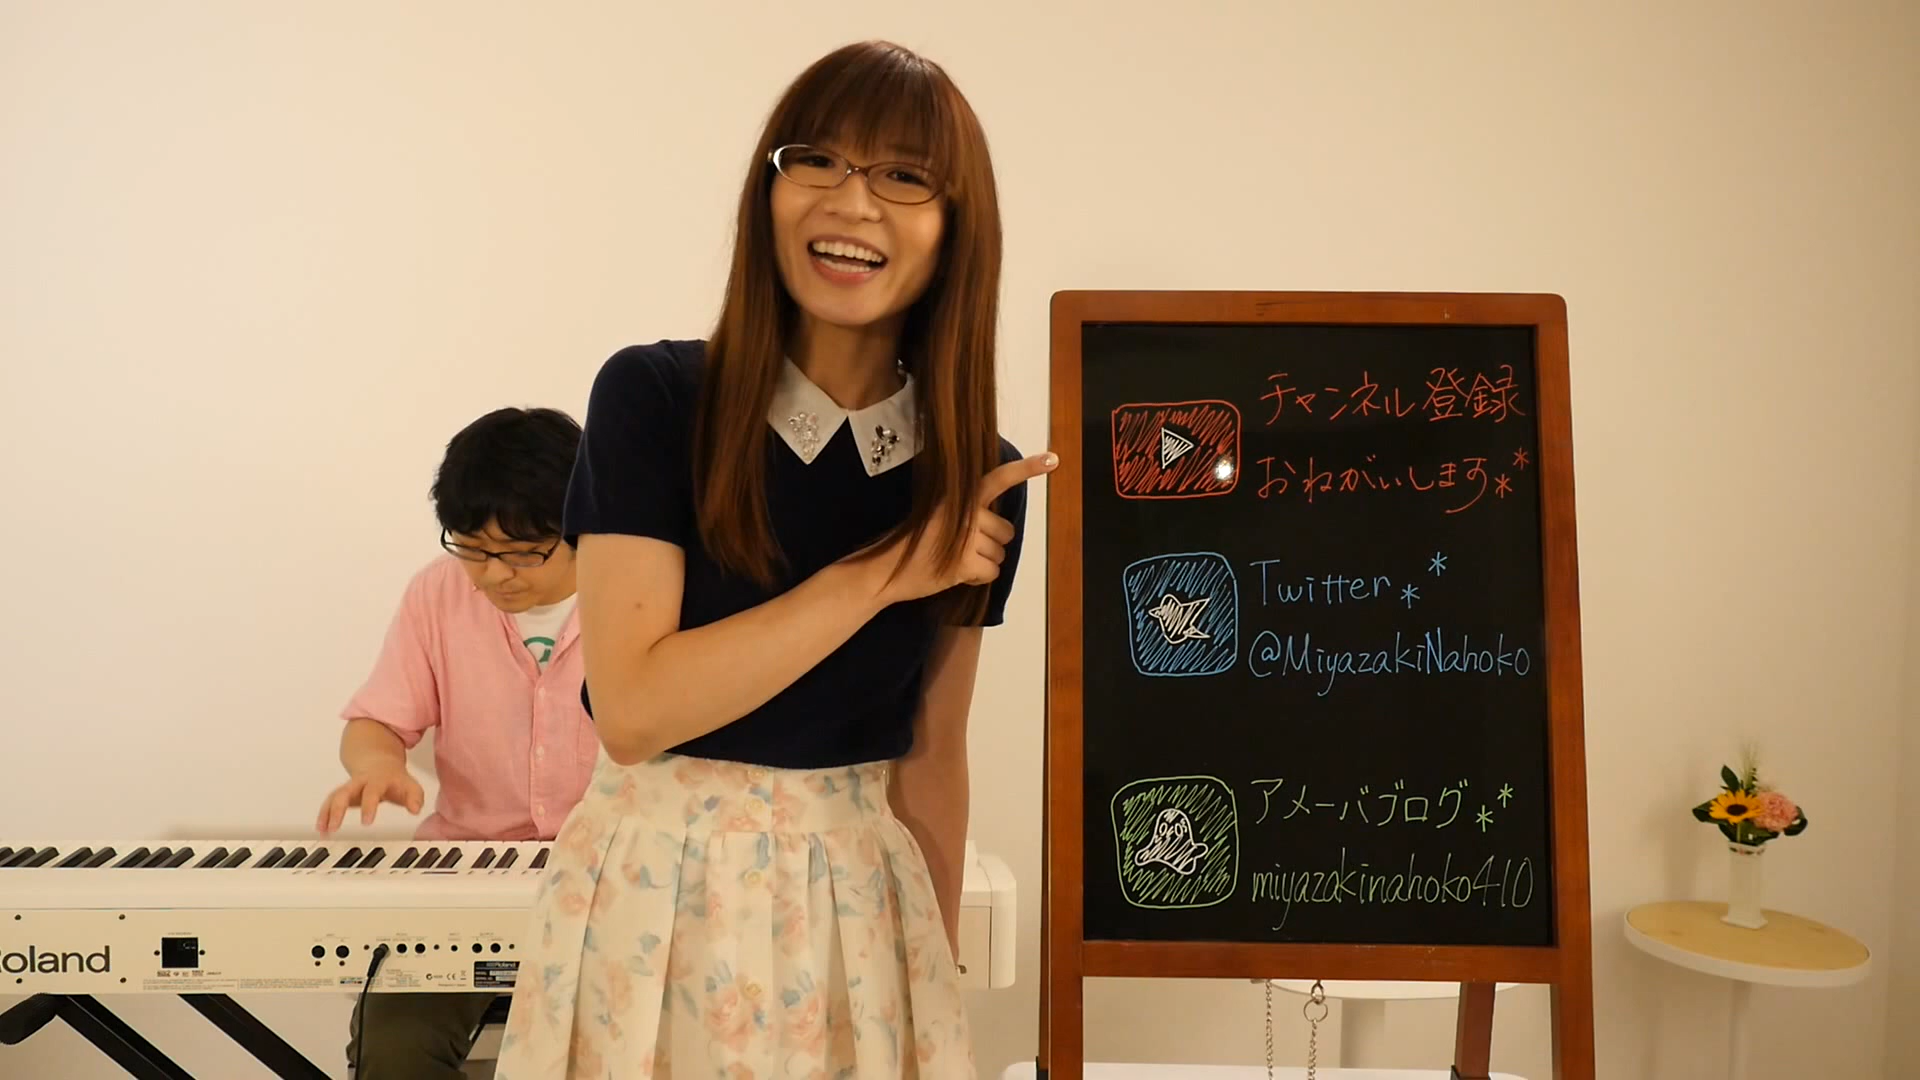 チャンネル登録
おねがいします**
Twitter**
@MiyazakiNahoko
アメーバブログ**
miyazakinahoko410
Roland
Roland